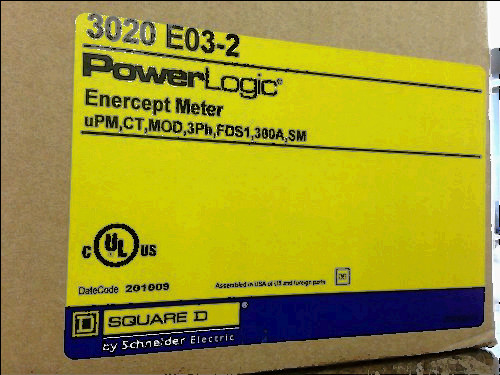 3020 E03-2
PowerLogic®
Enercept Meter
uPM,CT,MOD,3Ph,FDS1,300A,SM
C UL US
DateCode 201009
Assembled in USA of US and foreign parts
D SQUARE D®
by Schneider Electric